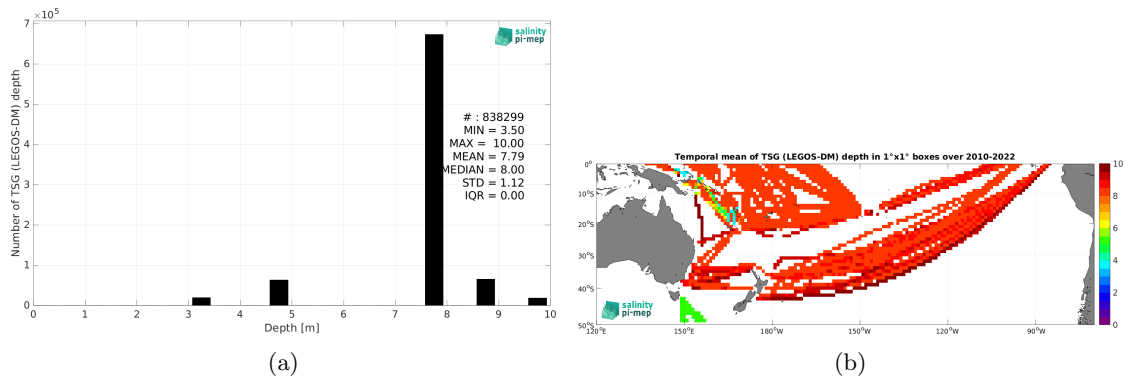 ×10⁵
7
6
5
4
3
2
1
0
Number of TSG (LEGOS-DM) depth
salinity
pi-mep
# : 838299
MIN = 3.50
MAX = 10.00
MEAN = 7.79
MEDIAN = 8.00
STD = 1.12
IQR = 0.00
0 1 2 3 4 5 6 7 8 9 10
Depth [m]
(a)
Temporal mean of TSG (LEGOS-DM) depth in 1°x1° boxes over 2010-2022
0°
10°S
20°S
30°S
40°S
50°S
120°W 150°W 180°W 150°W 120°W 90°W
10
8
6
4
2
0
salinity
pi-mep
(b)